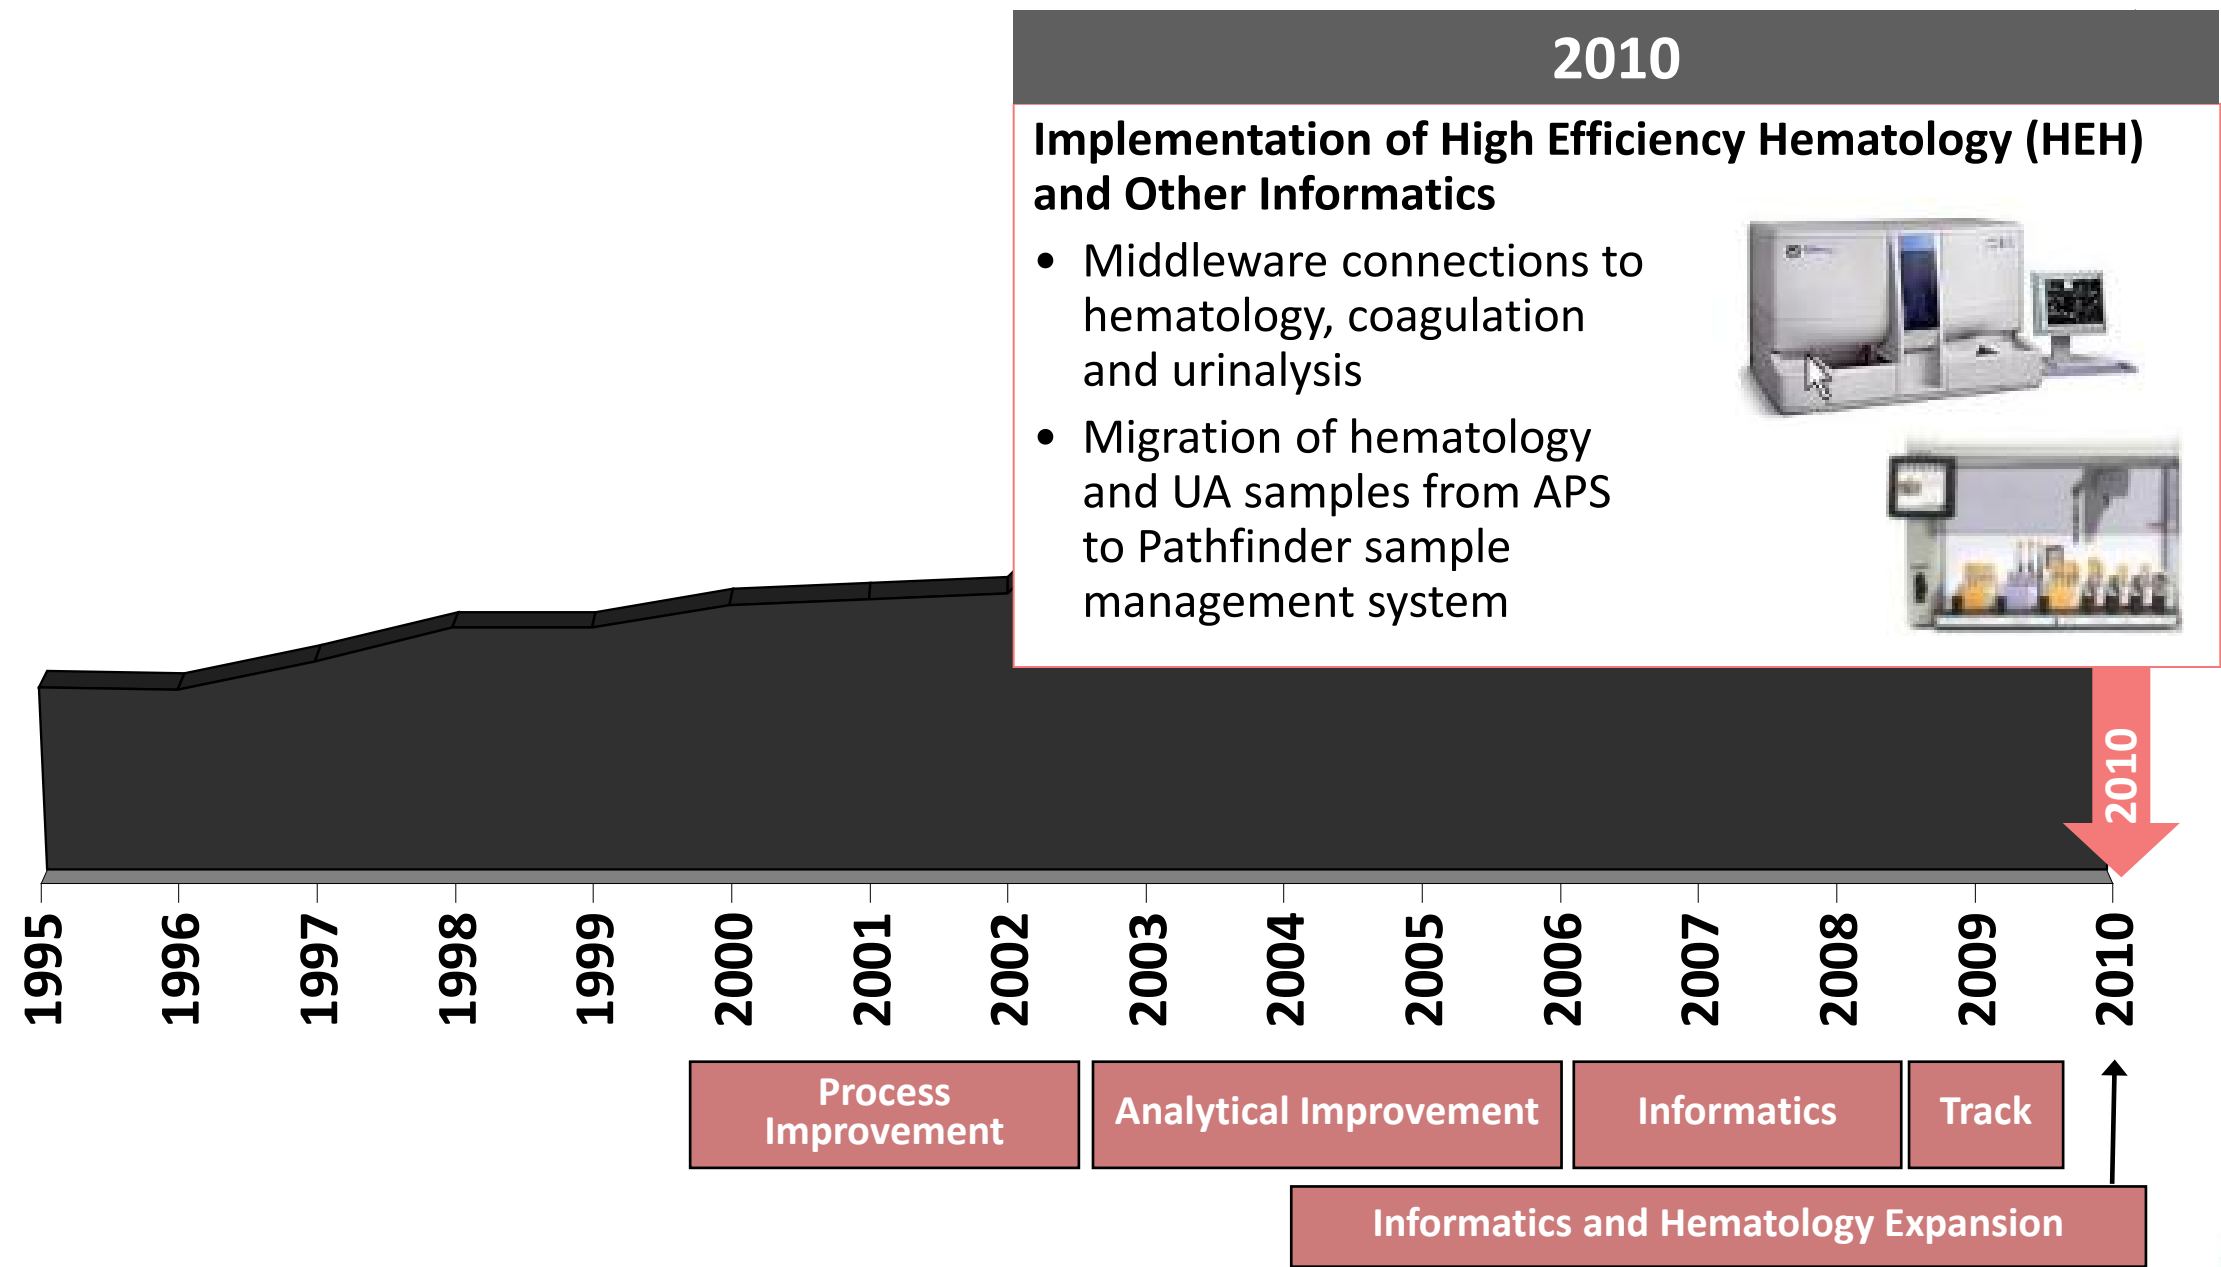 2010
Implementation of High Efficiency Hematology (HEH)
and Other Informatics
• Middleware connections to
hematology, coagulation
and urinalysis
• Migration of hematology
and UA samples from APS
to Pathfinder sample
management system
2010
1995
1996
1997
1998
1999
2000
2001
2002
2003
2004
2005
2006
2007
2008
2009
2010
Process
Improvement
Analytical Improvement
Informatics
Track
Informatics and Hematology Expansion